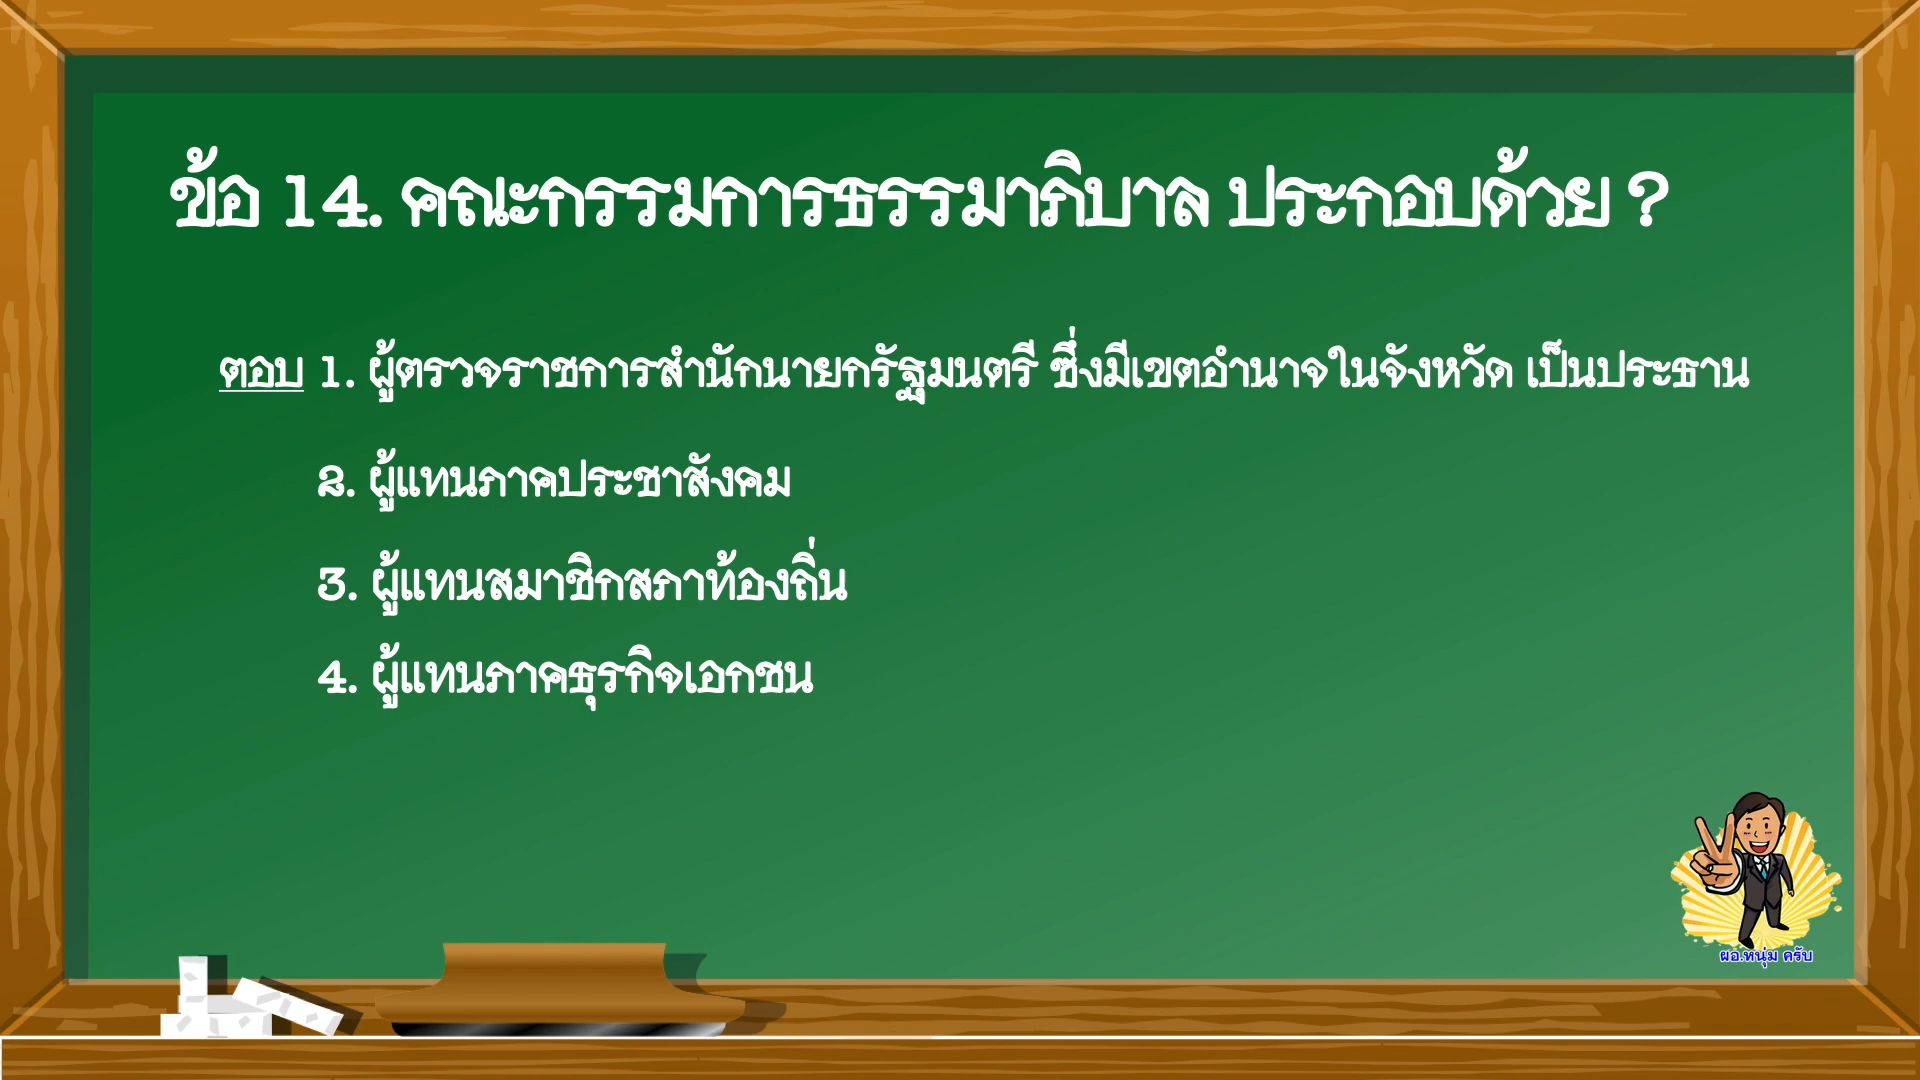 ข้อ 14. คณะกรรมการธรรมาภิบาล ประกอบด้วย ?
ตอบ 1. ผู้ตรวจราชการสำนักนายกรัฐมนตรี ซึ่งมีเขตอำนาจในจังหวัด เป็นประธาน
2. ผู้แทนภาคประชาสังคม
3. ผู้แทนสมาชิกสภาท้องถิ่น
4. ผู้แทนภาคธุรกิจเอกชน
ผอ.หนุ่ม ครับ